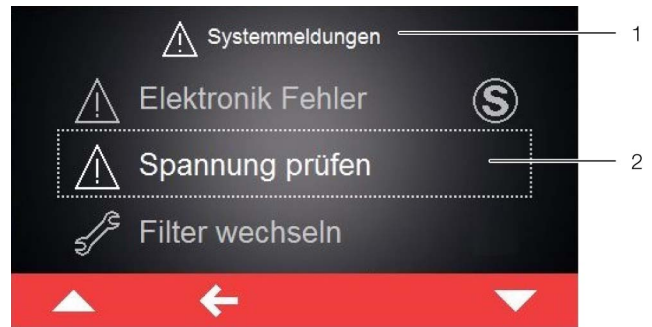 Systemmeldungen
1
Elektronik Fehler
S
Spannung prüfen
2
Filter wechseln